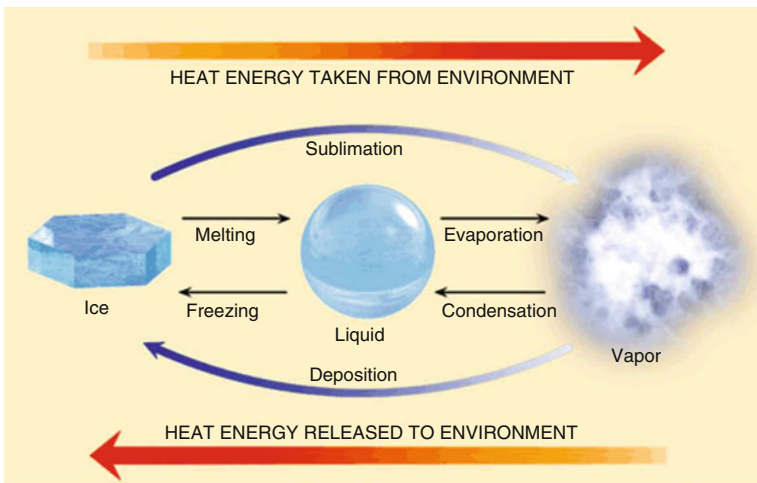 HEAT ENERGY TAKEN FROM ENVIRONMENT
Sublimation
Melting
Evaporation
Ice
Freezing
Liquid
Condensation
Vapor
Deposition
HEAT ENERGY RELEASED TO ENVIRONMENT